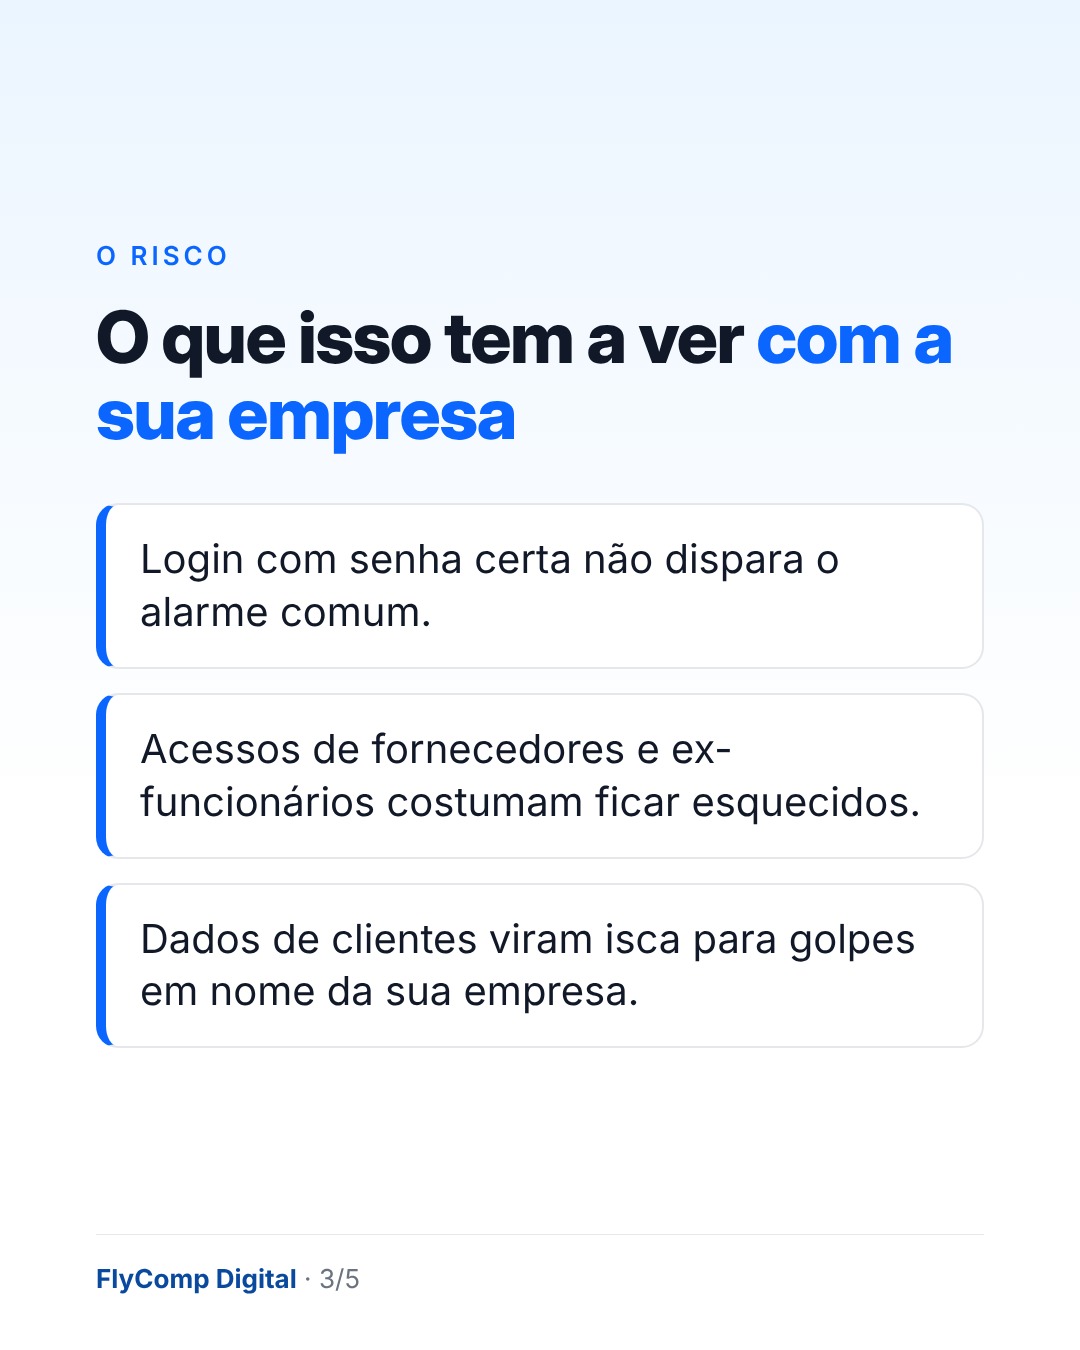 O RISCO
O que isso tem a ver com a
sua empresa
Login com senha certa não dispara o
alarme comum.
Acessos de fornecedores e ex-
funcionários costumam ficar esquecidos.
Dados de clientes viram isca para golpes
em nome da sua empresa.
FlyComp Digital · 3/5